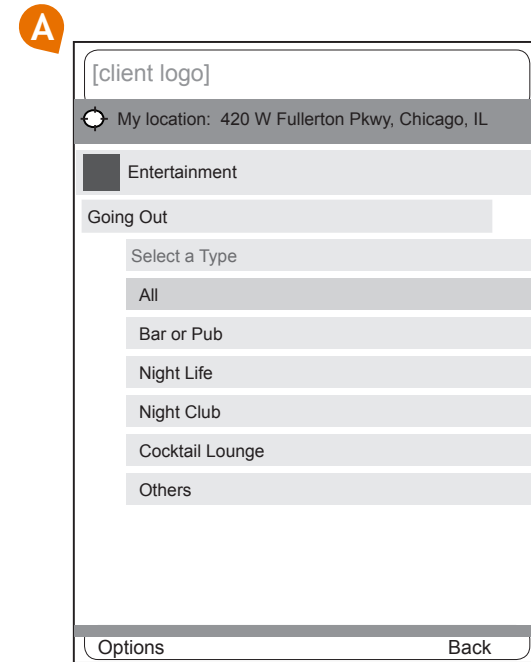 A
[client logo]
My location: 420 W Fullerton Pkwy, Chicago, IL
Entertainment
Going Out
Select a Type
All
Bar or Pub
Night Life
Night Club
Cocktail Lounge
Others
Options Back